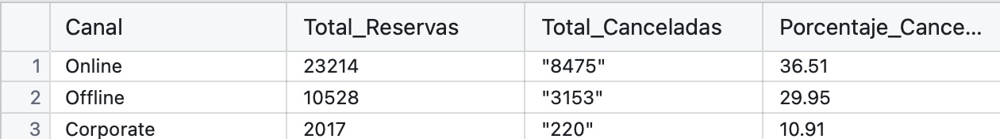 Canal Total_Reservas Total_Canceladas Porcentaje_Cance...
1 Online 23214 "8475" 36.51
2 Offline 10528 "3153" 29.95
3 Corporate 2017 "220" 10.91